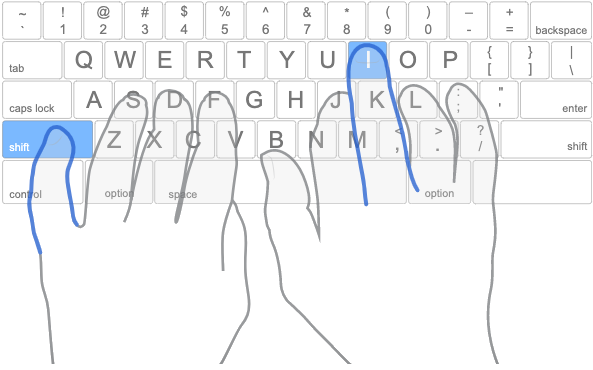 ~ ! @ # $ % ^ & * ( ) — +
` 1 2 3 4 5 6 7 8 9 0 - = backspace
tab Q W E R T Y U I O P { [ } ] | \
caps lock A S D F G H J K L : ; " ' enter
shift Z X C V B N M < , > . ? / shift
control option space option